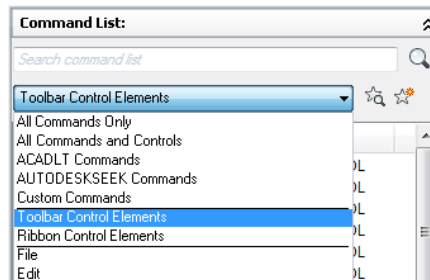 Command List:
Search command list
Toolbar Control Elements
All Commands Only
All Commands and Controls
ACADLT Commands
AUTODESKSEEK Commands
Custom Commands
Toolbar Control Elements
Ribbon Control Elements
File
Edit